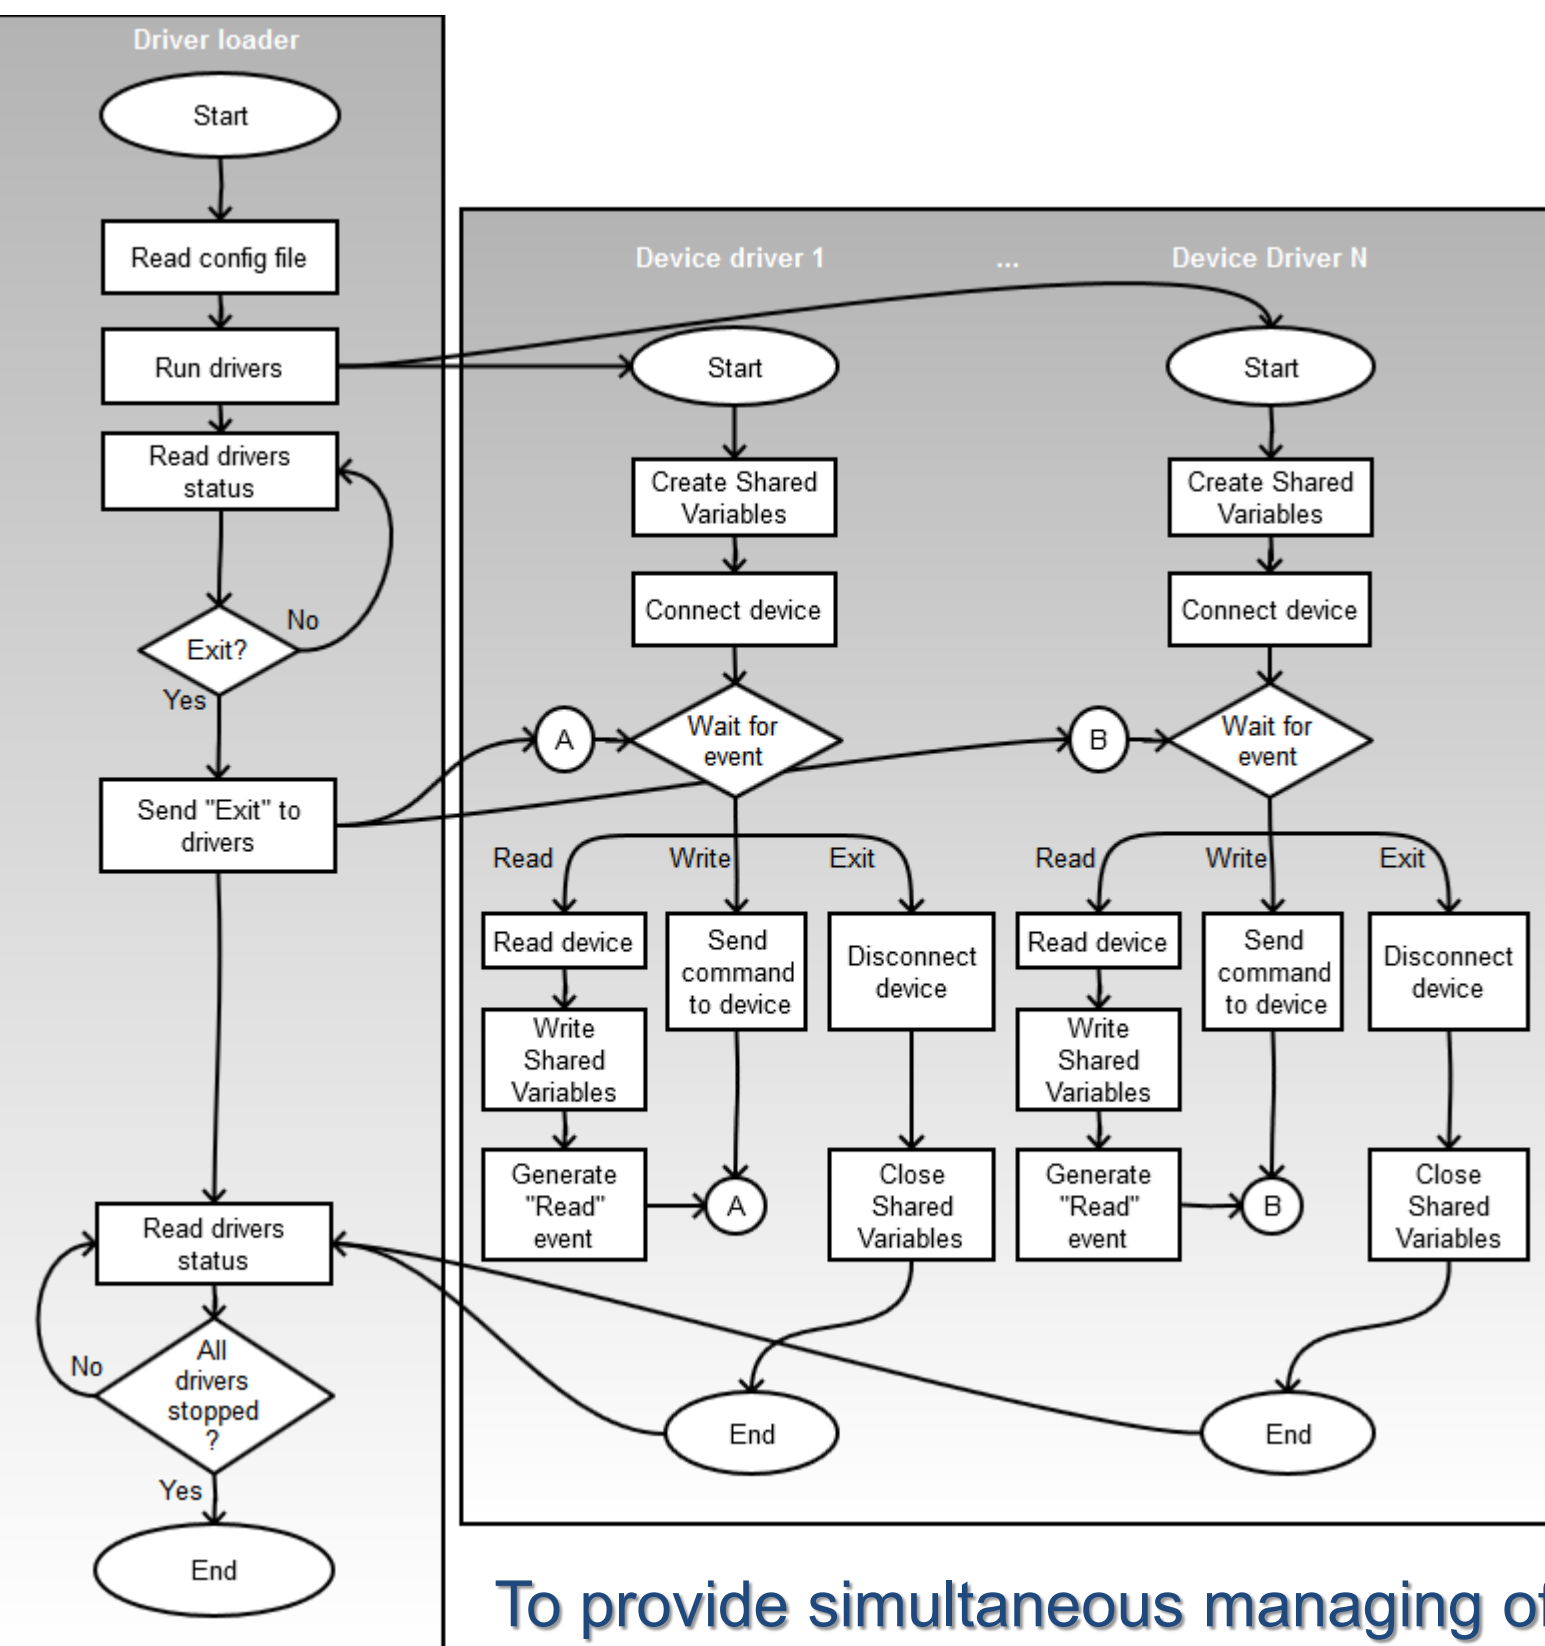 Driver loader
Start
Read config file
Run drivers
Read drivers
status
Exit?
No
Yes
Send "Exit" to
drivers
Read drivers
status
All
drivers
stopped
?
No
Yes
End
Device driver 1
...
Device Driver N
Start
Create Shared
Variables
Connect device
A
Wait for
event
Read
Write
Exit
Read device
Write
Shared
Variables
Generate
"Read"
event
Send
command
to device
A
Disconnect
device
Close
Shared
Variables
End
Start
Create Shared
Variables
Connect device
B
Wait for
event
Read
Write
Exit
Read device
Write
Shared
Variables
Generate
"Read"
event
Send
command
to device
B
Disconnect
device
Close
Shared
Variables
End
To provide simultaneous managing of